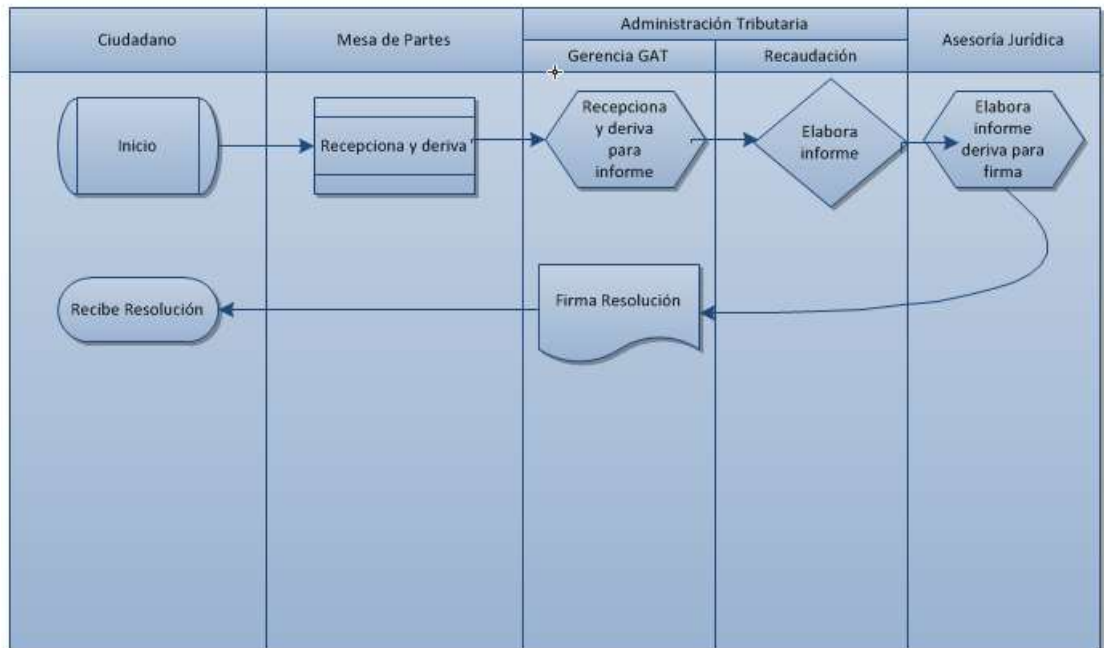 Ciudadano
Mesa de Partes
Administración Tributaria
Gerencia GAT
Recaudación
Asesoría Jurídica
Inicio
Recepciona y deriva
Recepciona
y deriva
para
informe
Elabora
informe
Elabora
informe
deriva para
firma
Recibe Resolución
Firma Resolución